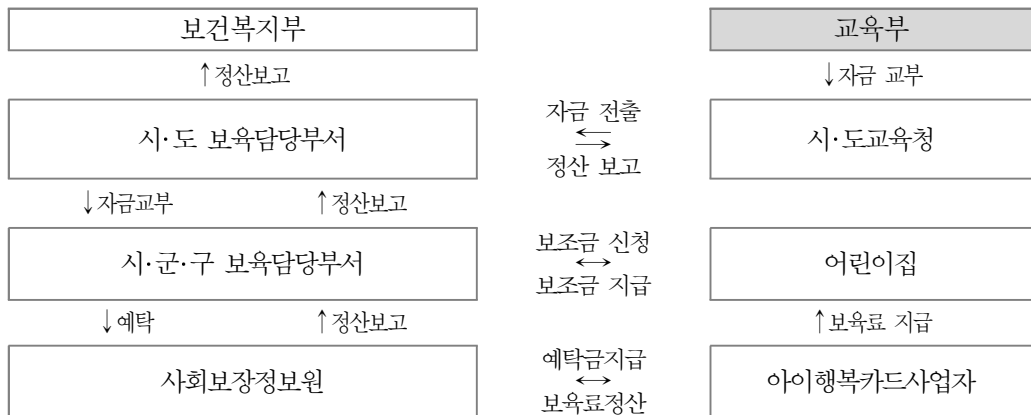 보건복지부
교육부
↑정산보고
↓자금 교부
시·도 보육담당부서
자금 전출
←
→
정산 보고
시·도교육청
↓자금교부
↑정산보고
시·군·구 보육담당부서
보조금 신청
↔
보조금 지급
어린이집
↓예탁
↑정산보고
↑보육료 지급
사회보장정보원
예탁금지급
↔
보육료정산
아이행복카드사업자